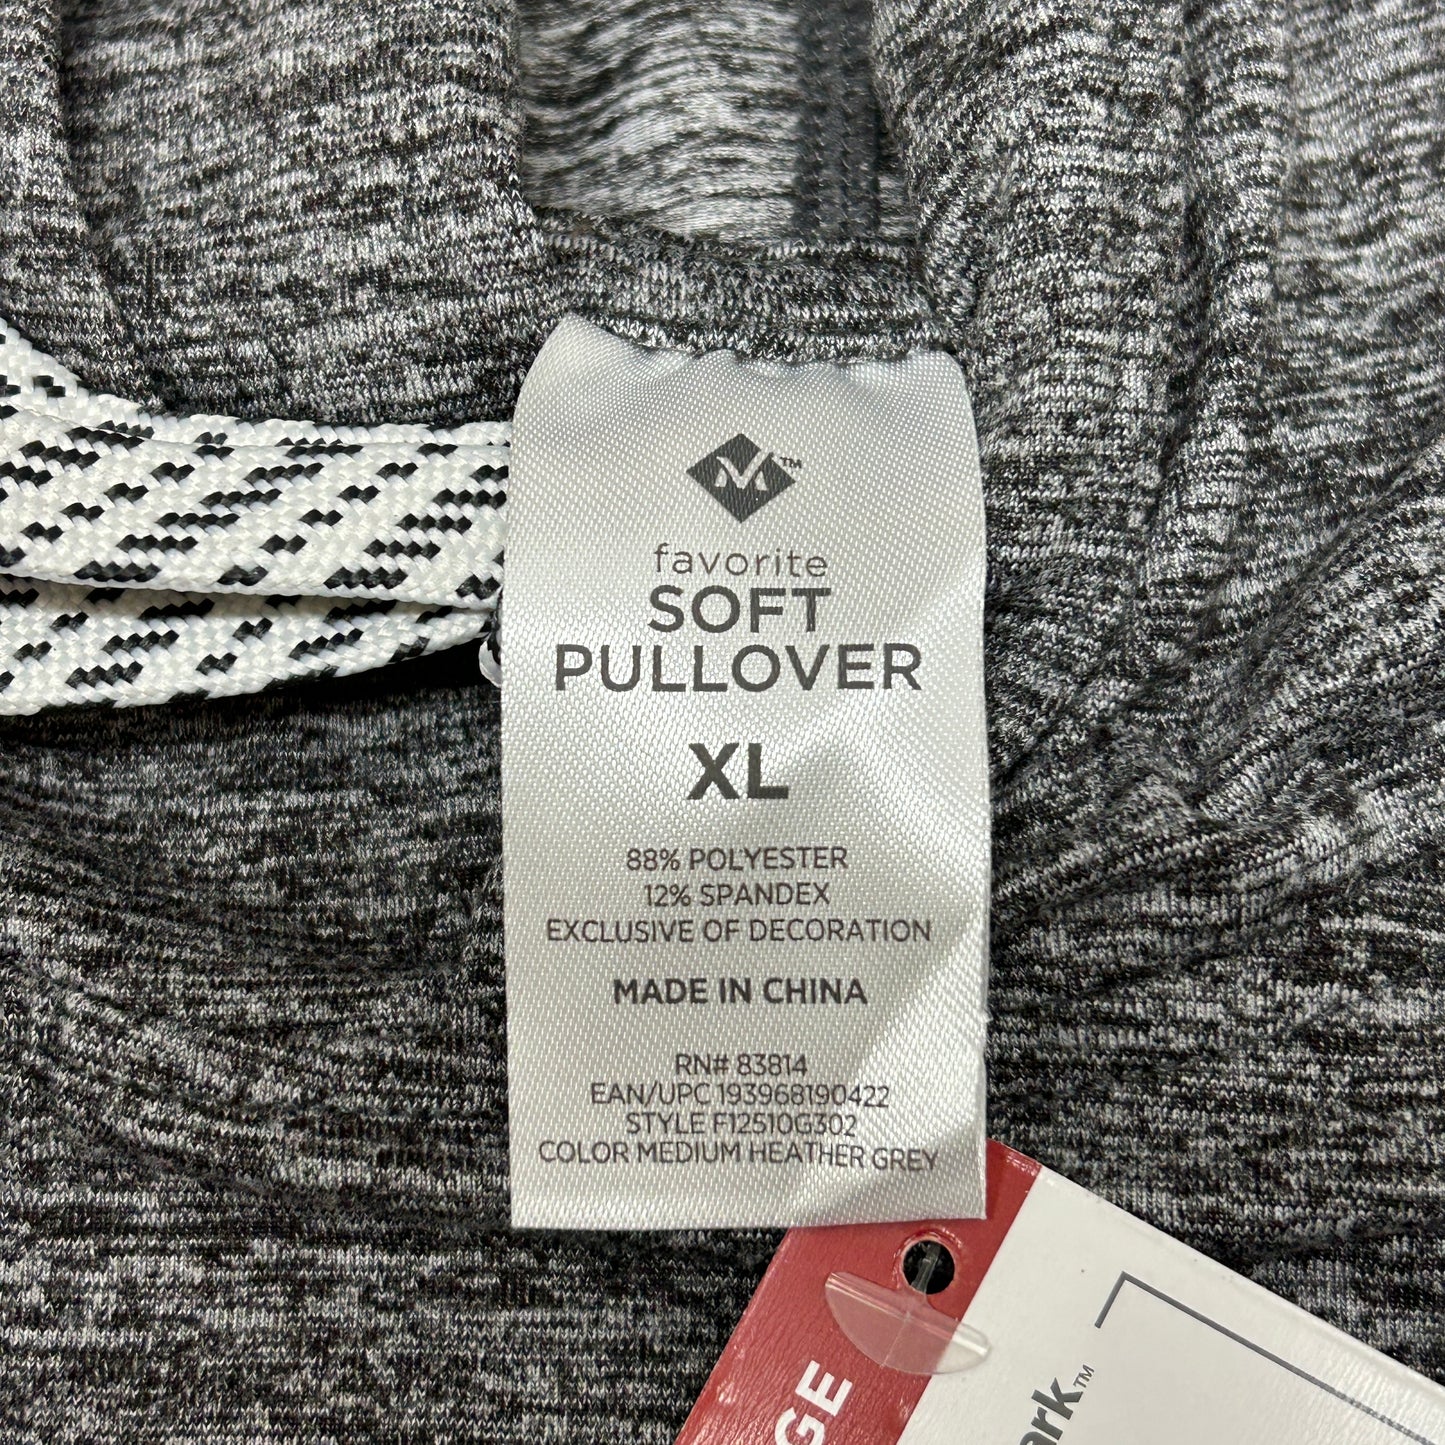 M™
favorite
SOFT
PULLOVER
XL
88% POLYESTER
12% SPANDEX
EXCLUSIVE OF DECORATION
MADE IN CHINA
RN# 83814
EAN/UPC 193968190422
STYLE F12510G302
COLOR MEDIUM HEATHER GREY